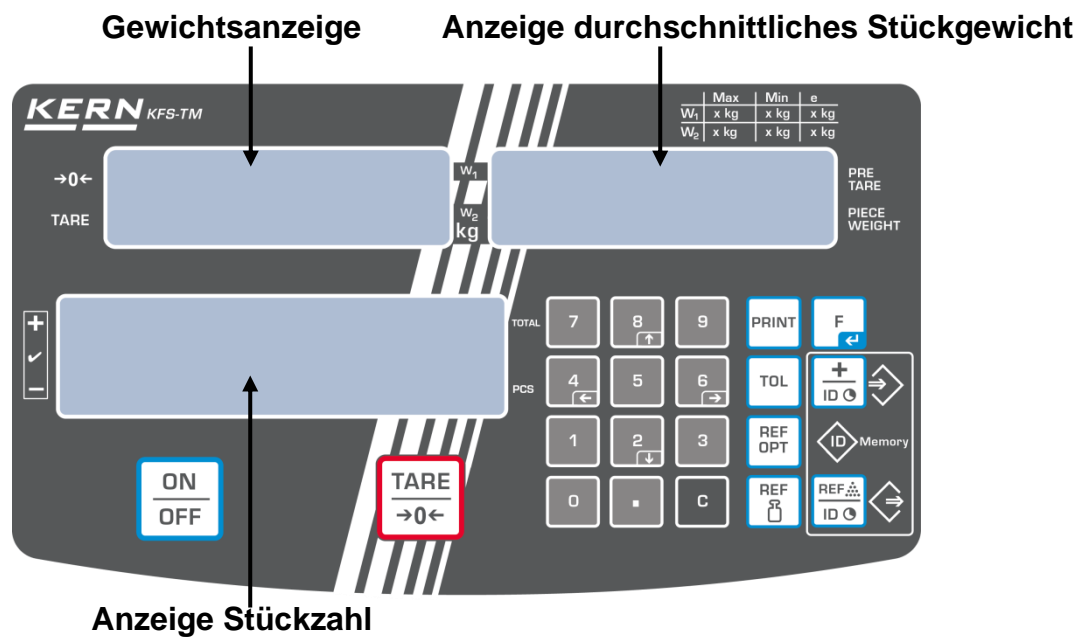 Gewichtsanzeige
Anzeige durchschnittliches Stückgewicht
KERN KFS-TM
Max Min e
W1 x kg x kg x kg
W2 x kg x kg x kg
→0←
TARE
W1
W2
kg
PRE
TARE
PIECE
WEIGHT
+
✓
−
TOTAL
PCS
7 8 ↑ 9 PRINT F ↵
4 ← 5 6 → TOL + ID
1 2 ↓ 3 REF OPT ID Memory
0 . C REF REF ID
ON
OFF
TARE
→0←
Anzeige Stückzahl